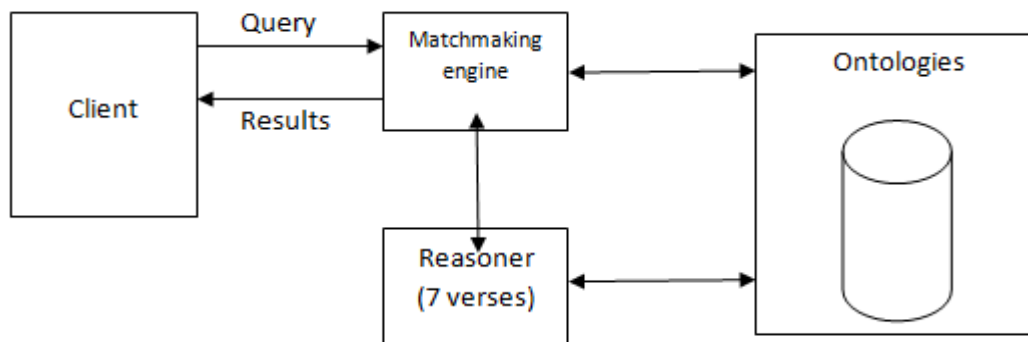 Query
Client
Results
Matchmaking
engine
Ontologies
Reasoner
(7 verses)